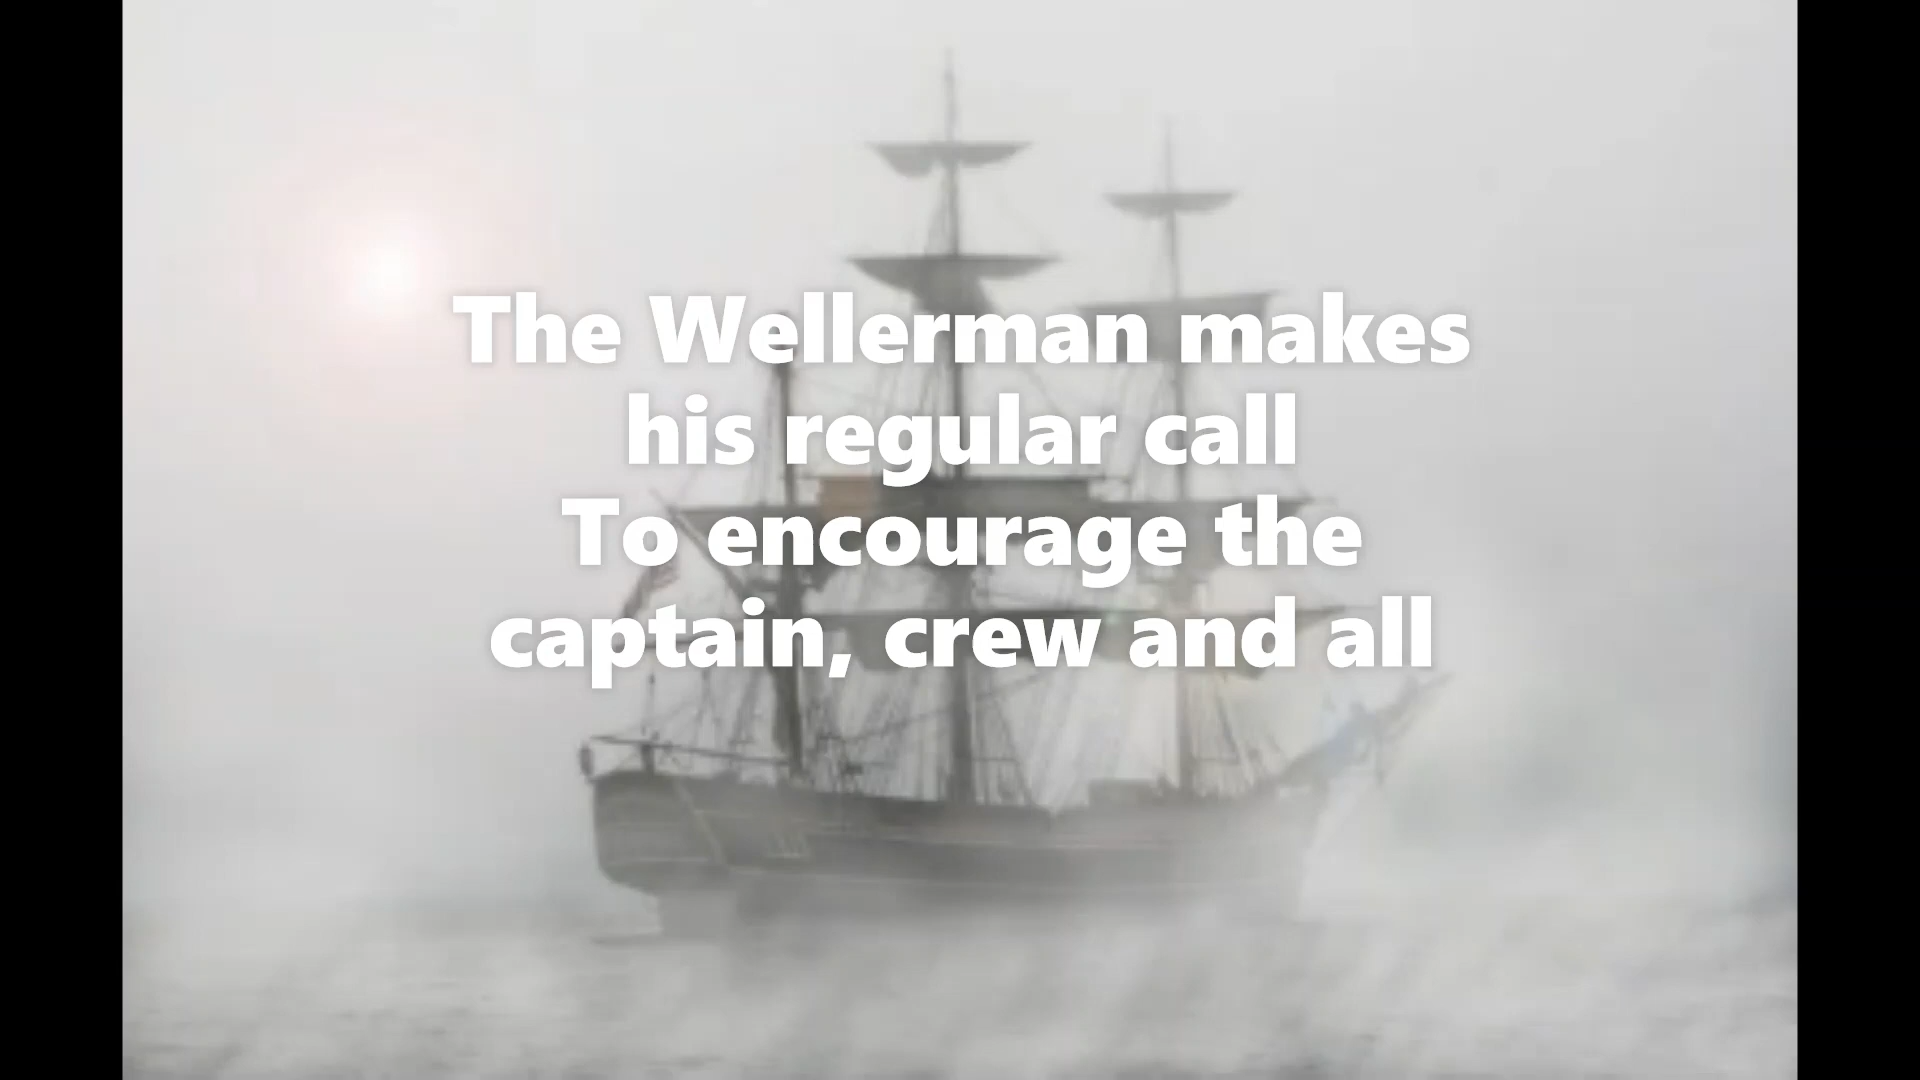 The Wellerman makes
his regular call
To encourage the
captain, crew and all